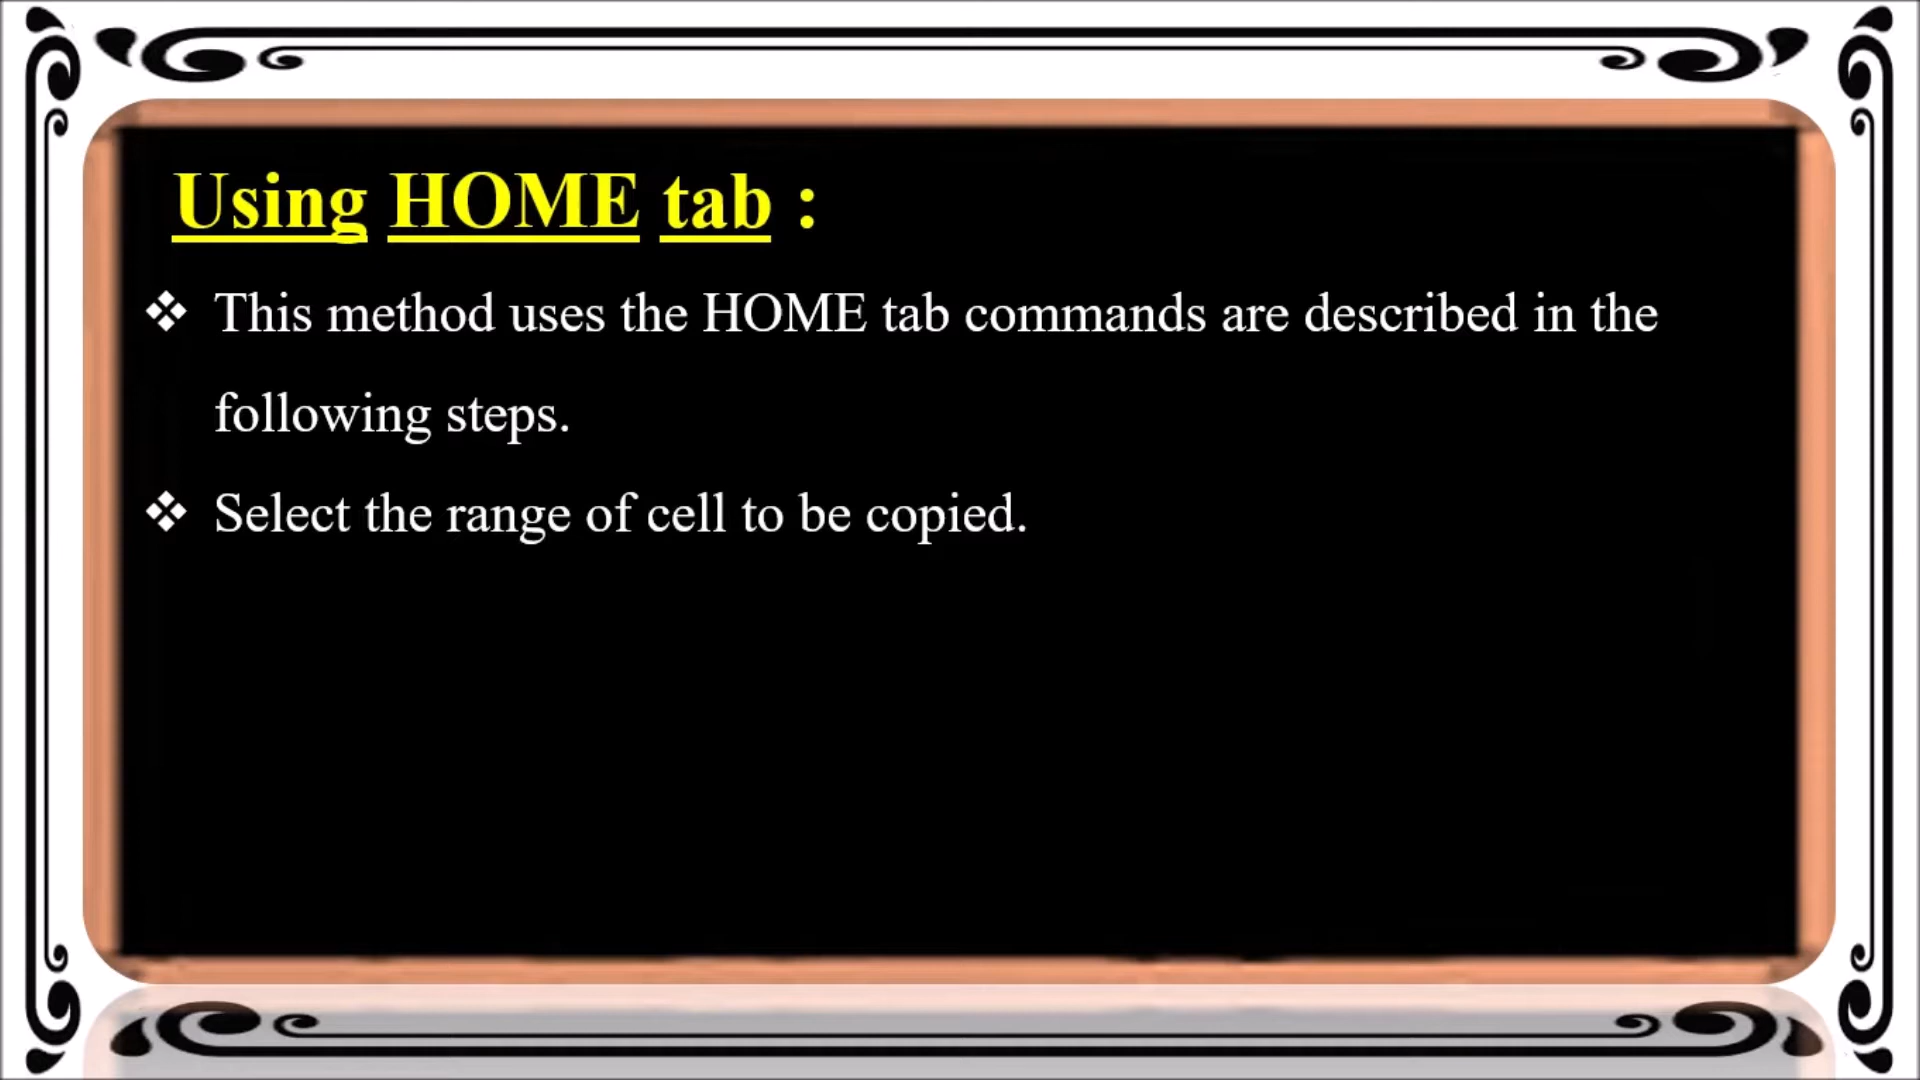 Using HOME tab :
❖ This method uses the HOME tab commands are described in the
following steps.
❖ Select the range of cell to be copied.